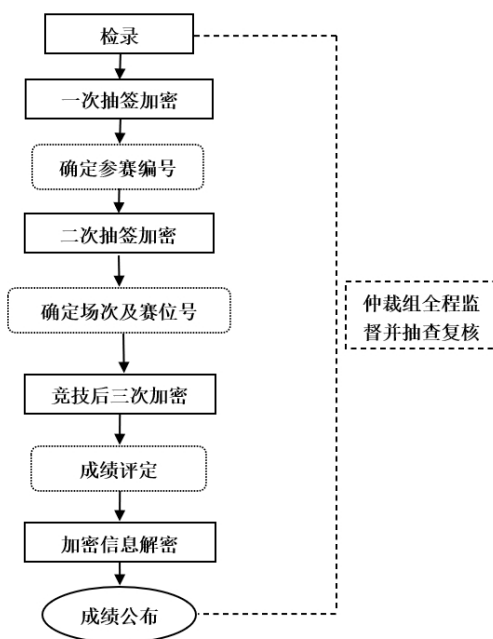 检录
一次抽签加密
确定参赛编号
二次抽签加密
确定场次及赛位号
仲裁组全程监
督并抽查复核
竞技后三次加密
成绩评定
加密信息解密
成绩公布